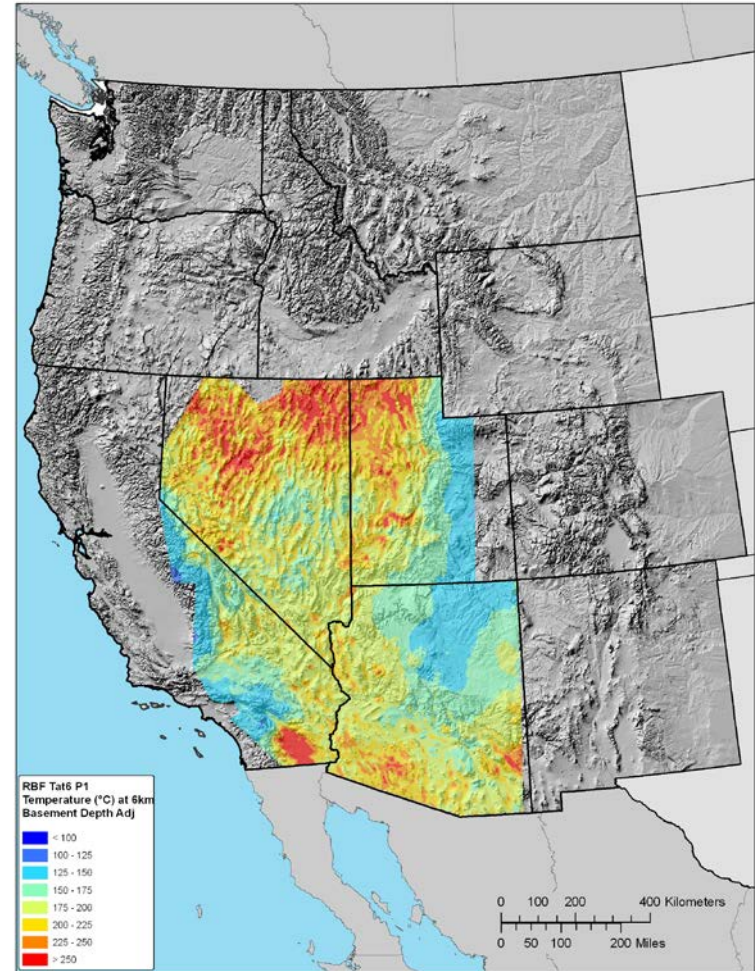 RBF Tat6 P1
Temperature (°C) at 6km
Basement Depth Adj
< 100
100 - 125
125 - 150
150 - 175
175 - 200
200 - 225
225 - 250
> 250
0 100 200 400 Kilometers
0 50 100 200 Miles